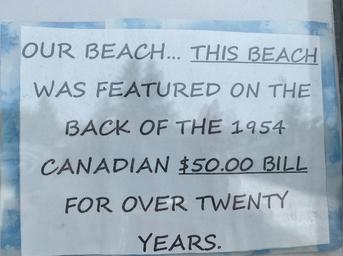 OUR BEACH... THIS BEACH
WAS FEATURED ON THE
BACK OF THE 1954
CANADIAN $50.00 BILL
FOR OVER TWENTY
YEARS.